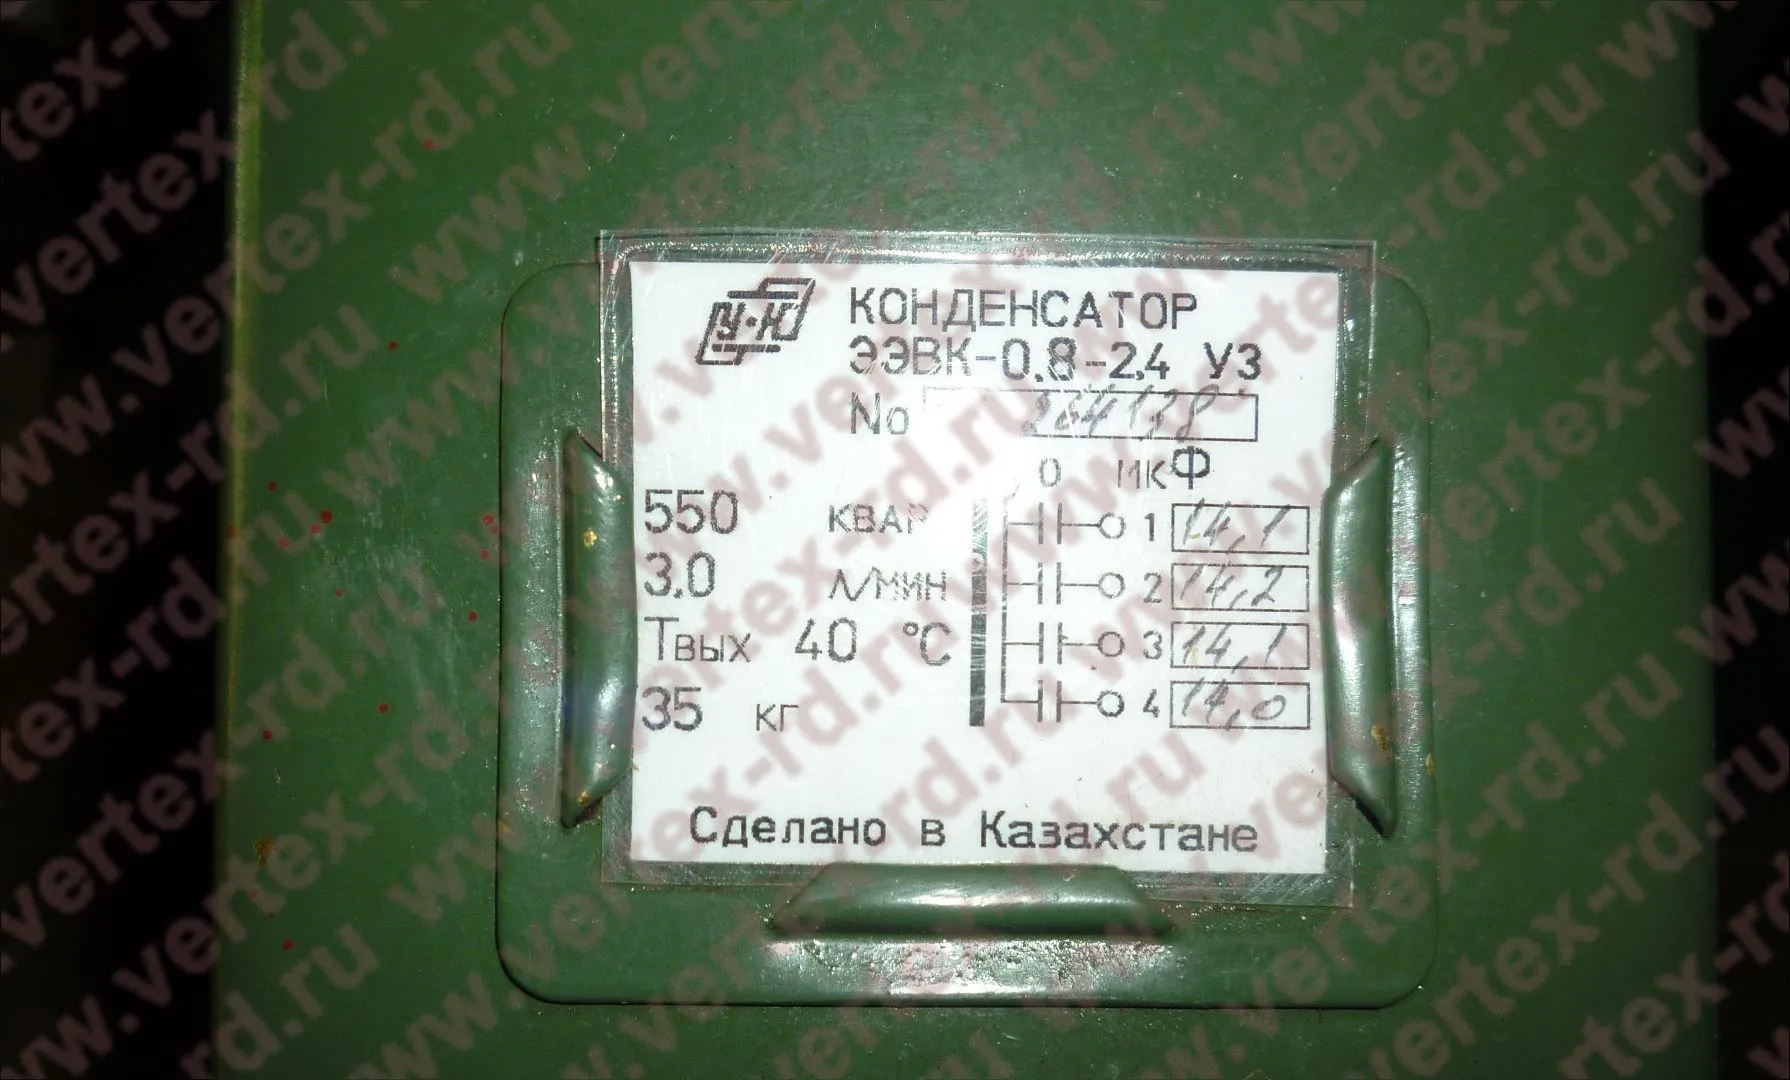 У·К
КОНДЕНСАТОР
ЭЭВК-0,8-2,4 У3
No 264138
0 мкФ
550 КВАР
3,0 л/мин
Tвых 40 °C
35 кг
1 14,1
2 14,2
3 14,1
4 14,0
Сделано в Казахстане
www.vertex-rd.ru